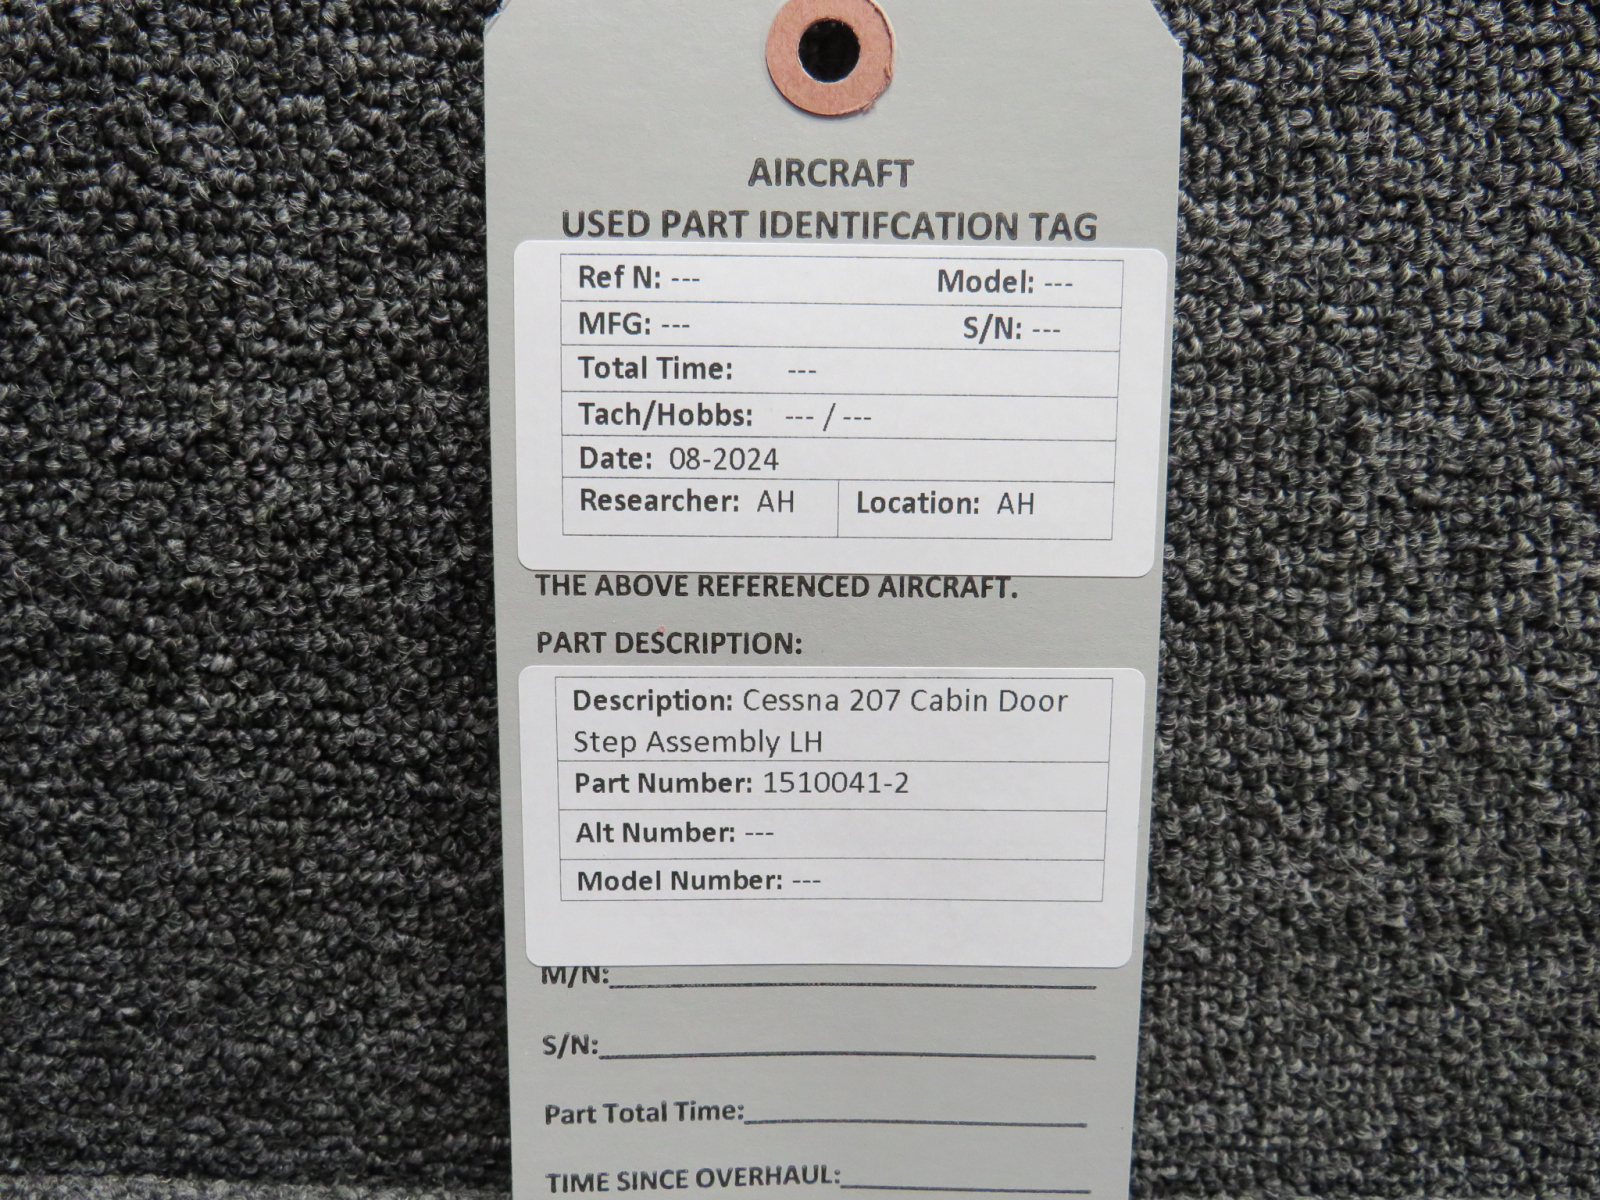 AIRCRAFT
USED PART IDENTIFCATION TAG
Ref N: --- Model: ---
MFG: --- S/N: ---
Total Time: ---
Tach/Hobbs: --- / ---
Date: 08-2024
Researcher: AH Location: AH
THE ABOVE REFERENCED AIRCRAFT.
PART DESCRIPTION:
Description: Cessna 207 Cabin Door
Step Assembly LH
Part Number: 1510041-2
Alt Number: ---
Model Number: ---
M/N:
S/N:
Part Total Time:
TIME SINCE OVERHAUL: